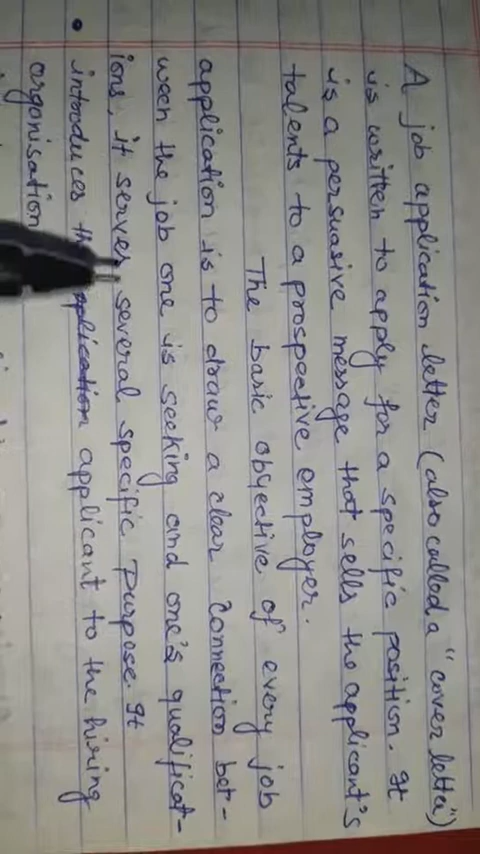 A job application letter (also called a "cover letter")
is written to apply for a specific position. It
is a persuasive message that sells the applicant's
talents to a prospective employer.
The basic objective of every job
application is to draw a clear connection bet-
ween the job one is seeking and one's qualificat-
ions, it serves several specific purpose. It
• introduces the application applicant to the hiring
organisation